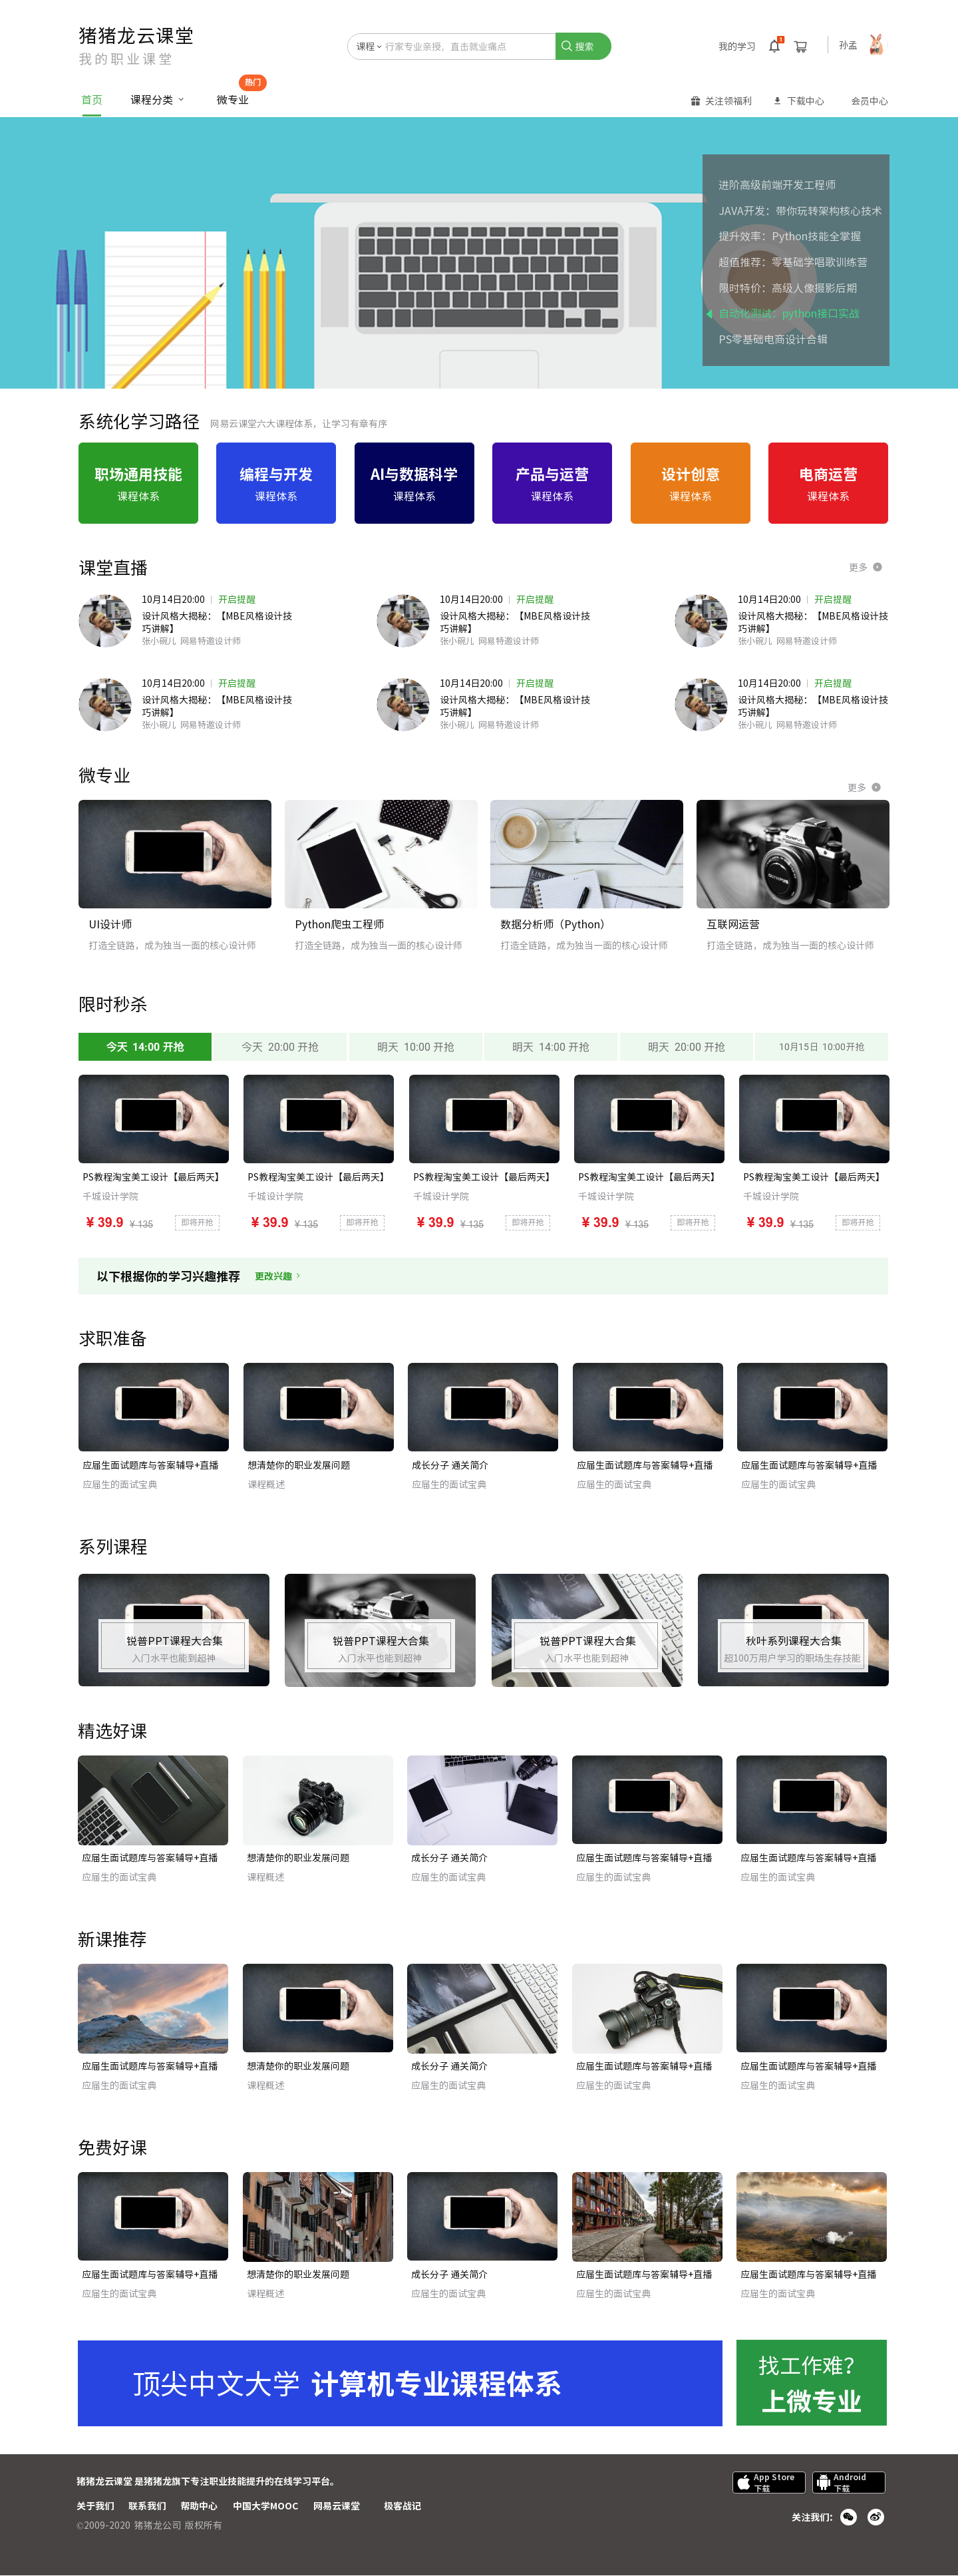 猪猪龙云课堂
我的职业课堂
课程 行家专业亲授，直击就业痛点 搜索
我的学习 1 孙孟
热门
首页 课程分类 微专业
关注领福利 下载中心 会员中心
进阶高级前端开发工程师
JAVA开发：带你玩转架构核心技术
提升效率：Python技能全掌握
超值推荐：零基础学唱歌训练营
限时特价：高级人像摄影后期
自动化测试：python接口实战
PS零基础电商设计合辑
系统化学习路径 网易云课堂六大课程体系，让学习有章有序
职场通用技能 编程与开发 AI与数据科学 产品与运营 设计创意 电商运营
课程体系 课程体系 课程体系 课程体系 课程体系 课程体系
课堂直播 更多
10月14日20:00 | 开启提醒 10月14日20:00 | 开启提醒 10月14日20:00 | 开启提醒
设计风格大揭秘：【MBE风格设计技 设计风格大揭秘：【MBE风格设计技 设计风格大揭秘：【MBE风格设计技
巧讲解】 巧讲解】 巧讲解】
张小碗儿 网易特邀设计师 张小碗儿 网易特邀设计师 张小碗儿 网易特邀设计师
10月14日20:00 | 开启提醒 10月14日20:00 | 开启提醒 10月14日20:00 | 开启提醒
设计风格大揭秘：【MBE风格设计技 设计风格大揭秘：【MBE风格设计技 设计风格大揭秘：【MBE风格设计技
巧讲解】 巧讲解】 巧讲解】
张小碗儿 网易特邀设计师 张小碗儿 网易特邀设计师 张小碗儿 网易特邀设计师
微专业 更多
OLYMPUS
UI设计师 Python爬虫工程师 数据分析师（Python） 互联网运营
打造全链路，成为独当一面的核心设计师 打造全链路，成为独当一面的核心设计师 打造全链路，成为独当一面的核心设计师 打造全链路，成为独当一面的核心设计师
限时秒杀
今天 14:00 开抢 今天 20:00 开抢 明天 10:00 开抢 明天 14:00 开抢 明天 20:00 开抢 10月15日 10:00开抢
PS教程淘宝美工设计【最后两天】 PS教程淘宝美工设计【最后两天】 PS教程淘宝美工设计【最后两天】 PS教程淘宝美工设计【最后两天】 PS教程淘宝美工设计【最后两天】
千城设计学院 千城设计学院 千城设计学院 千城设计学院 千城设计学院
¥ 39.9 ¥ 135 即将开抢 ¥ 39.9 ¥ 135 即将开抢 ¥ 39.9 ¥ 135 即将开抢 ¥ 39.9 ¥ 135 即将开抢 ¥ 39.9 ¥ 135 即将开抢
以下根据你的学习兴趣推荐 更改兴趣 >
求职准备
应届生面试题库与答案辅导+直播 想清楚你的职业发展问题 成长分子 通关简介 应届生面试题库与答案辅导+直播 应届生面试题库与答案辅导+直播
应届生的面试宝典 课程概述 应届生的面试宝典 应届生的面试宝典 应届生的面试宝典
系列课程
锐普PPT课程大合集 锐普PPT课程大合集 锐普PPT课程大合集 秋叶系列课程大合集
入门水平也能到超神 入门水平也能到超神 入门水平也能到超神 超100万用户学习的职场生存技能
精选好课
应届生面试题库与答案辅导+直播 想清楚你的职业发展问题 成长分子 通关简介 应届生面试题库与答案辅导+直播 应届生面试题库与答案辅导+直播
应届生的面试宝典 课程概述 应届生的面试宝典 应届生的面试宝典 应届生的面试宝典
新课推荐
应届生面试题库与答案辅导+直播 想清楚你的职业发展问题 成长分子 通关简介 应届生面试题库与答案辅导+直播 应届生面试题库与答案辅导+直播
应届生的面试宝典 课程概述 应届生的面试宝典 应届生的面试宝典 应届生的面试宝典
免费好课
应届生面试题库与答案辅导+直播 想清楚你的职业发展问题 成长分子 通关简介 应届生面试题库与答案辅导+直播 应届生面试题库与答案辅导+直播
应届生的面试宝典 课程概述 应届生的面试宝典 应届生的面试宝典 应届生的面试宝典
顶尖中文大学 计算机专业课程体系
找工作难？
上微专业
猪猪龙云课堂 是猪猪龙旗下专注职业技能提升的在线学习平台。
App Store 下载 Android 下载
关于我们 联系我们 帮助中心 中国大学MOOC 网易云课堂 极客战记
关注我们：
©2009-2020 猪猪龙公司 版权所有